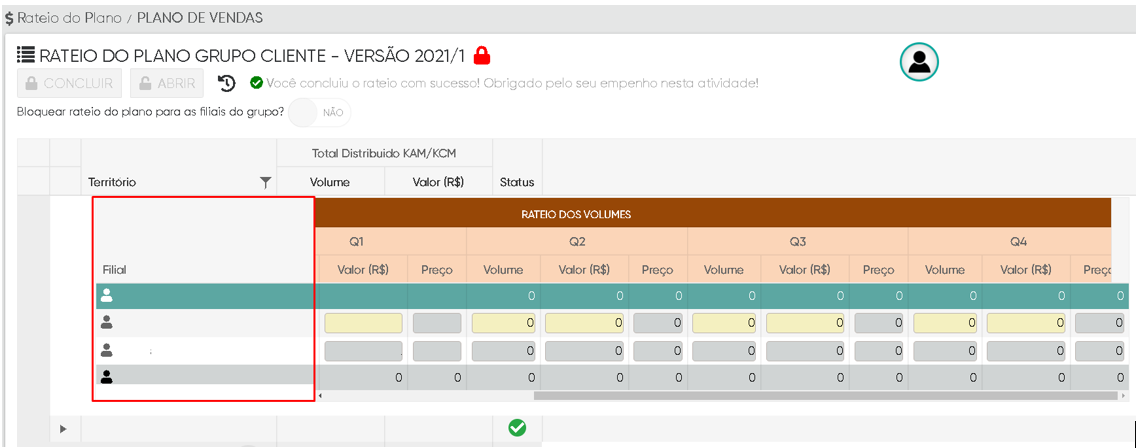 $ Rateio do Plano / PLANO DE VENDAS
RATEIO DO PLANO GRUPO CLIENTE - VERSÃO 2021/1
CONCLUIR ABRIR Você concluiu o rateio com sucesso! Obrigado pelo seu empenho nesta atividade!
Bloquear rateio do plano para as filiais do grupo? NÃO
Total Distribuido KAM/KCM
Território Volume Valor (R$) Status
RATEIO DOS VOLUMES
Q1 Q2 Q3 Q4
Filial Valor (R$) Preço Volume Valor (R$) Preço Volume Valor (R$) Preço Volume Valor (R$) Preço
0 0 0 0 0 0 0 0 0
0 0 0 0 0 0 0 0 0
0 0 0 0 0 0 0 0 0
0 0 0 0 0 0 0 0 0 0 0